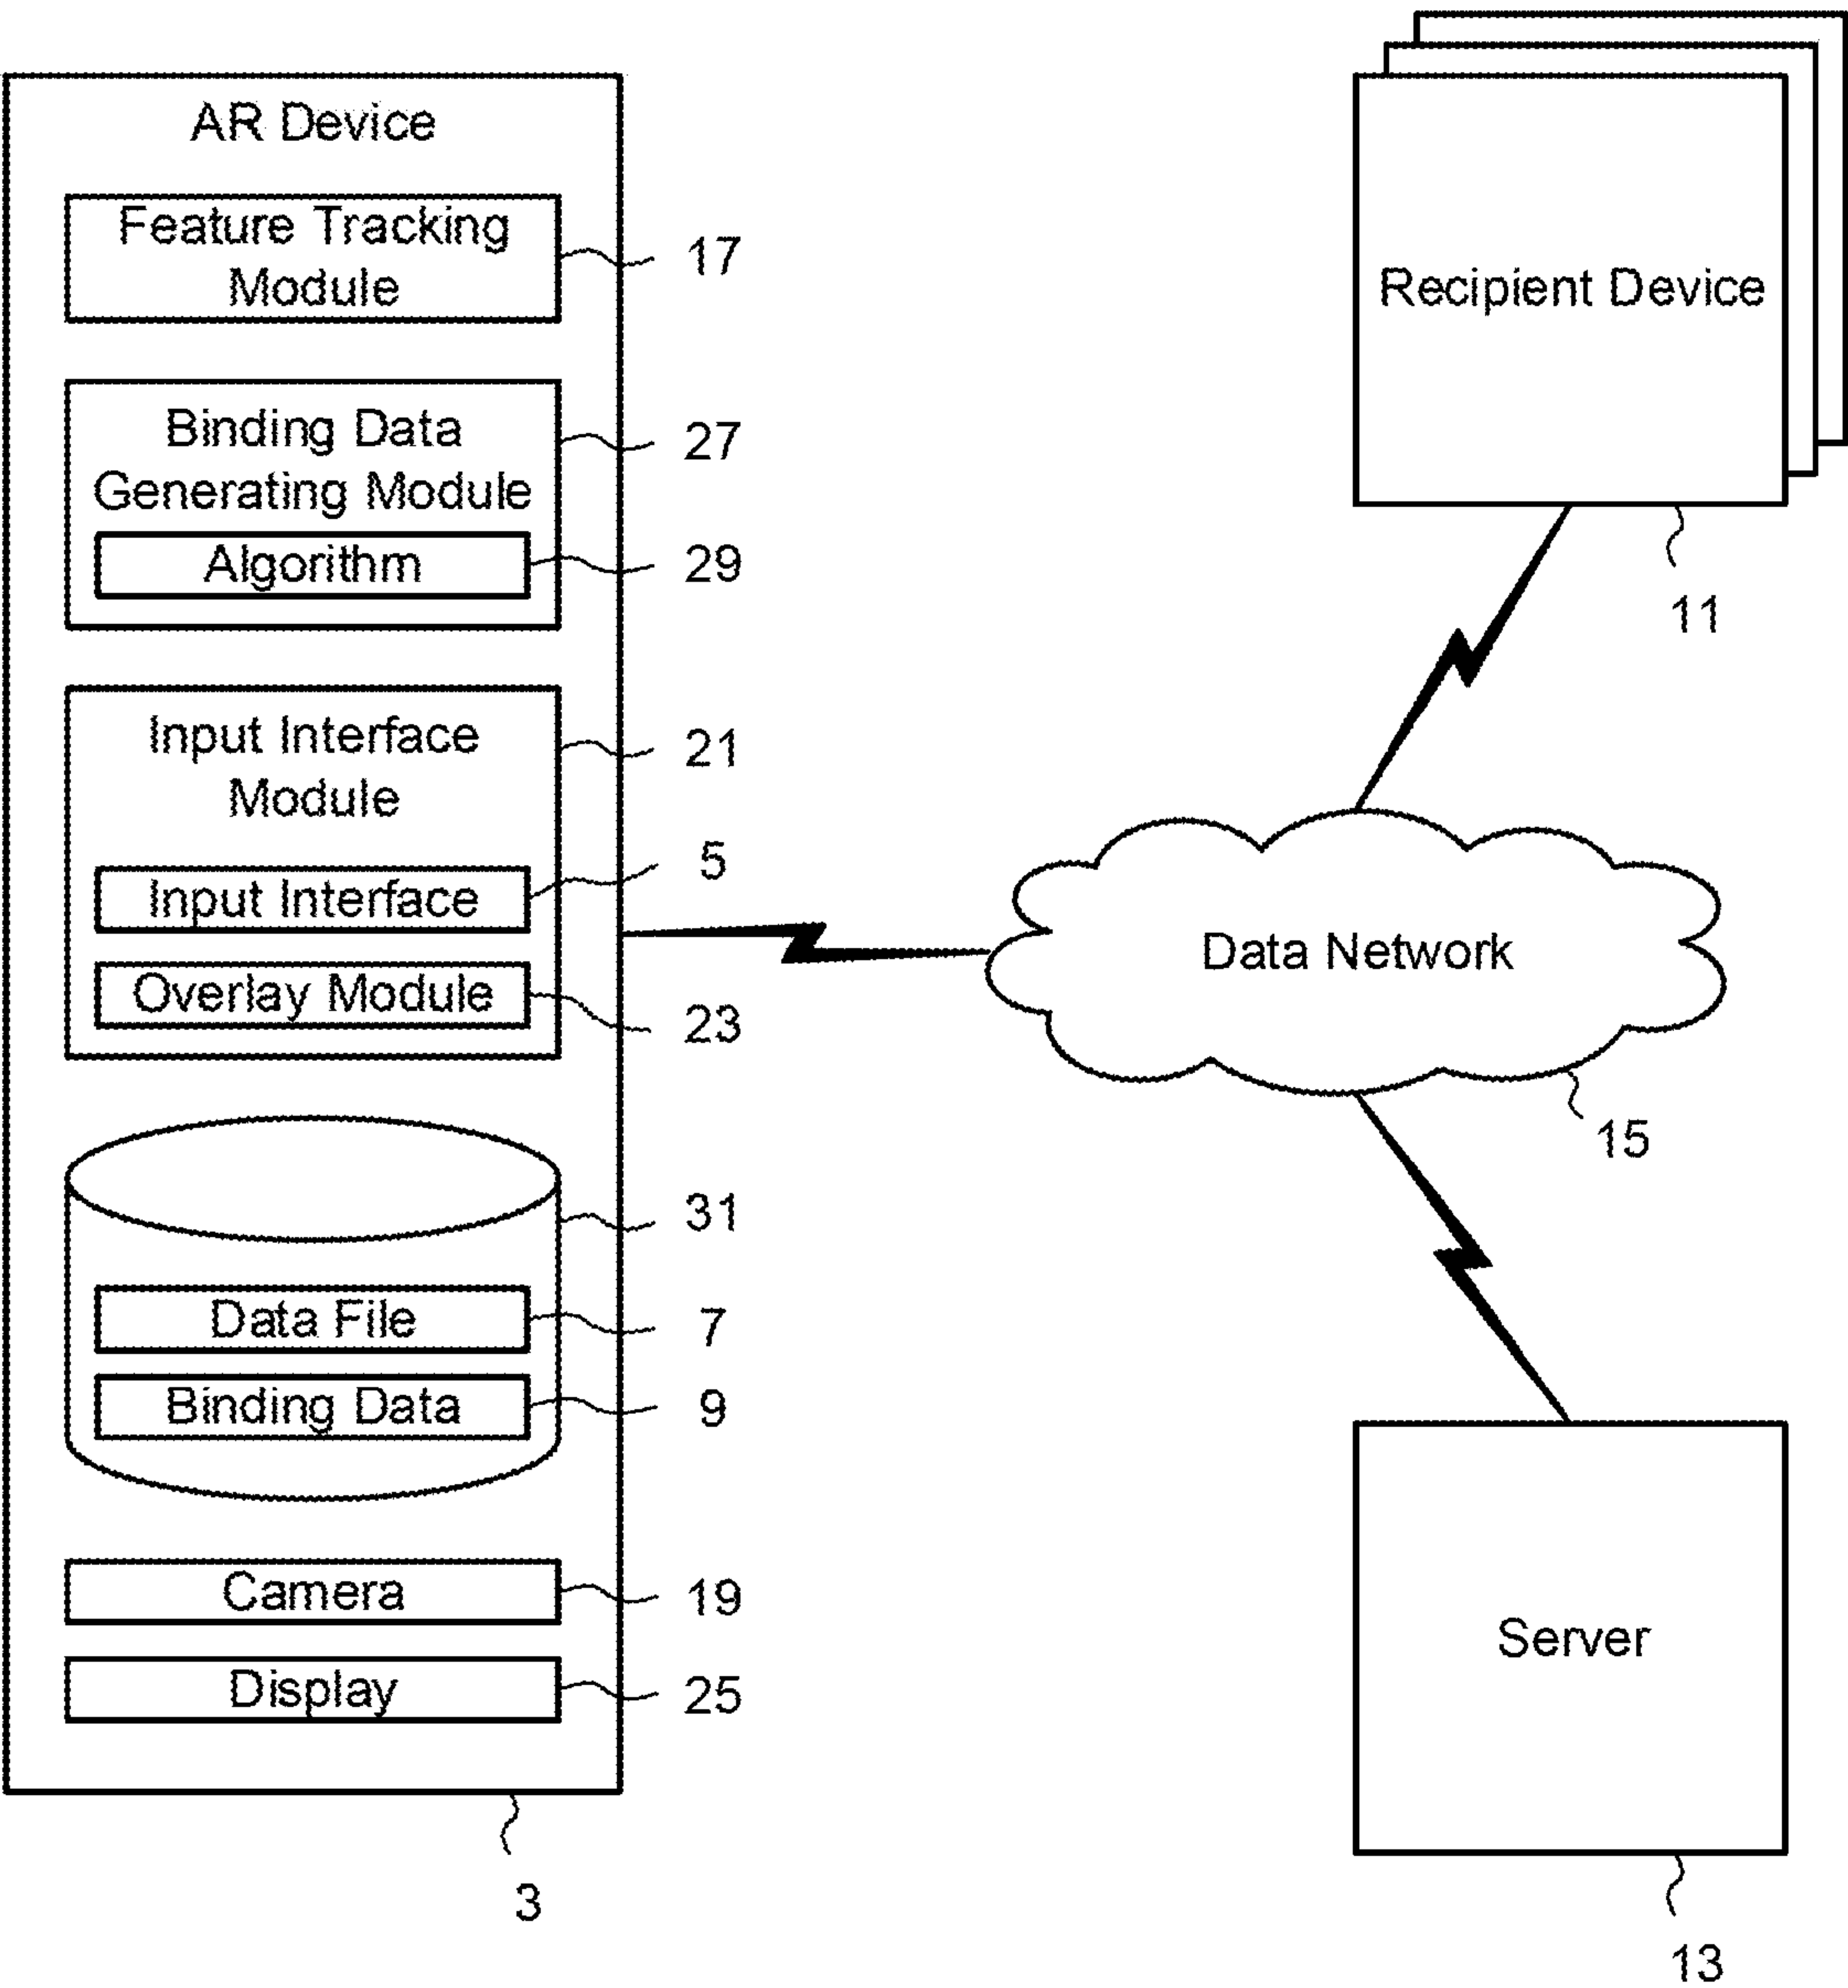 AR Device
Feature Tracking
Module
17
Binding Data
Generating Module
27
Algorithm
29
Input Interface
Module
21
Input Interface
5
Overlay Module
23
31
Data File
7
Binding Data
9
Camera
19
Display
25
3
Recipient Device
11
Data Network
15
Server
13